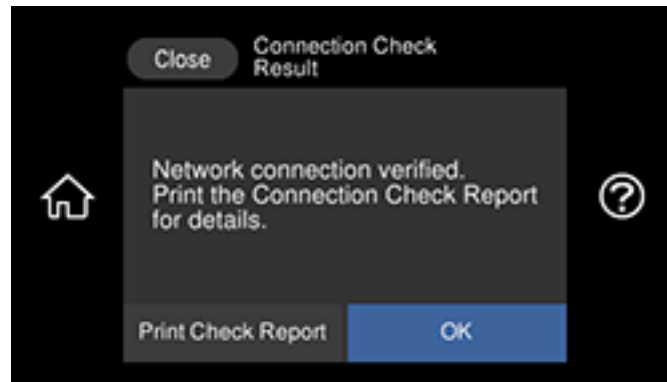 Close
Connection Check
Result
Network connection verified.
Print the Connection Check Report
for details.
Print Check Report
OK